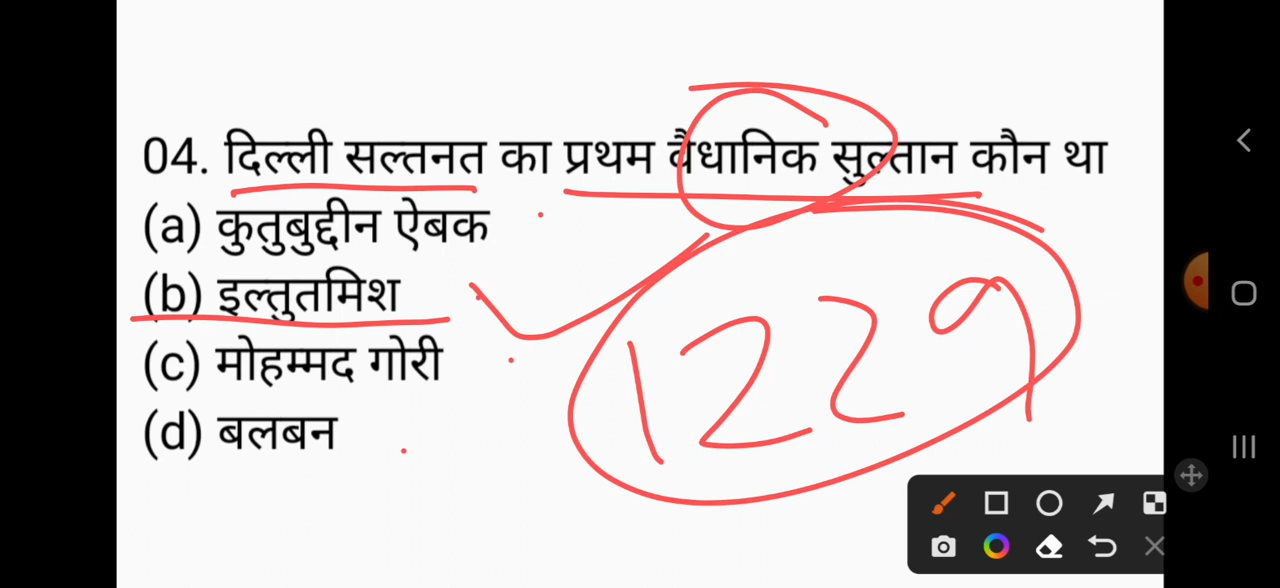 04. दिल्ली सल्तनत का प्रथम वैधानिक सुल्तान कौन था
(a) कुतुबुद्दीन ऐबक
(b) इल्तुतमिश
(c) मोहम्मद गोरी
(d) बलबन
1229